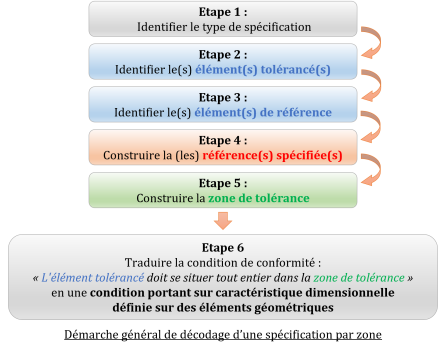 Etape 1 :
Identifier le type de spécification
Etape 2 :
Identifier le(s) élément(s) tolérancé(s)
Etape 3 :
Identifier le(s) élément(s) de référence
Etape 4 :
Construire la (les) référence(s) spécifiée(s)
Etape 5 :
Construire la zone de tolérance
Etape 6
Traduire la condition de conformité :
« L'élément tolérancé doit se situer tout entier dans la zone de tolérance »
en une condition portant sur caractéristique dimensionnelle
définie sur des éléments géométriques
Démarche général de décodage d'une spécification par zone